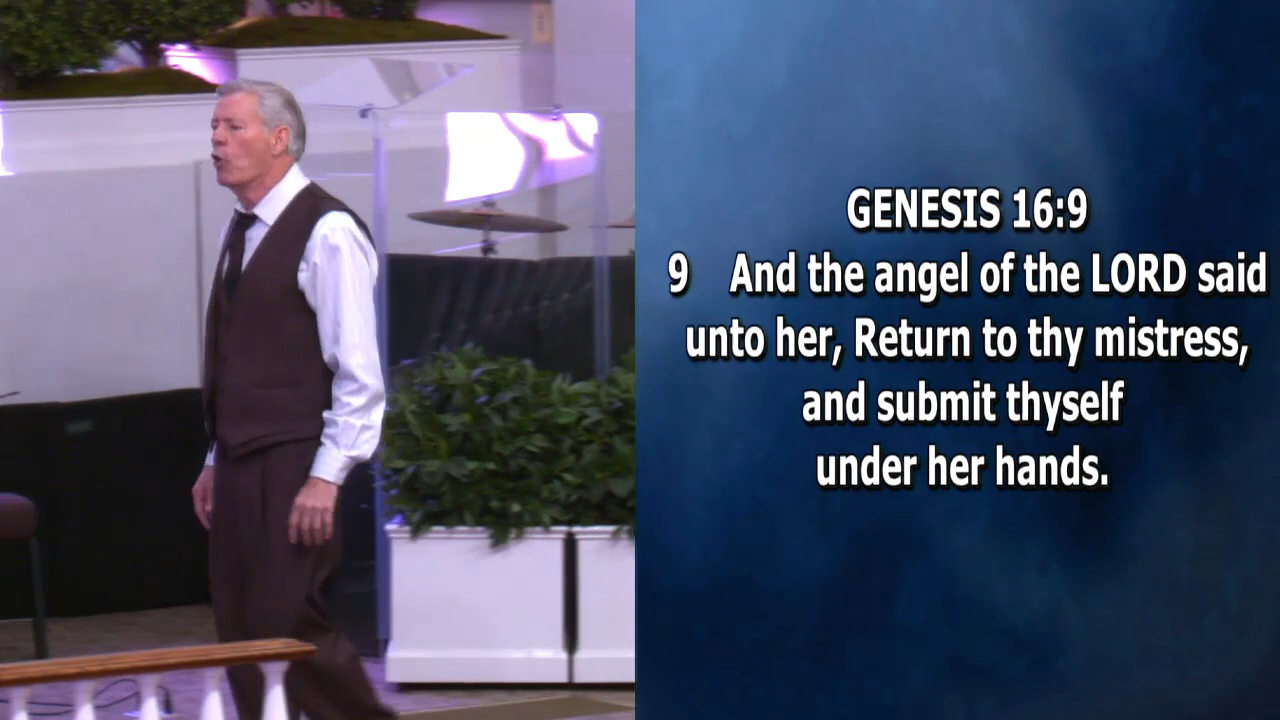 GENESIS 16:9
9 And the angel of the LORD said
unto her, Return to thy mistress,
and submit thyself
under her hands.